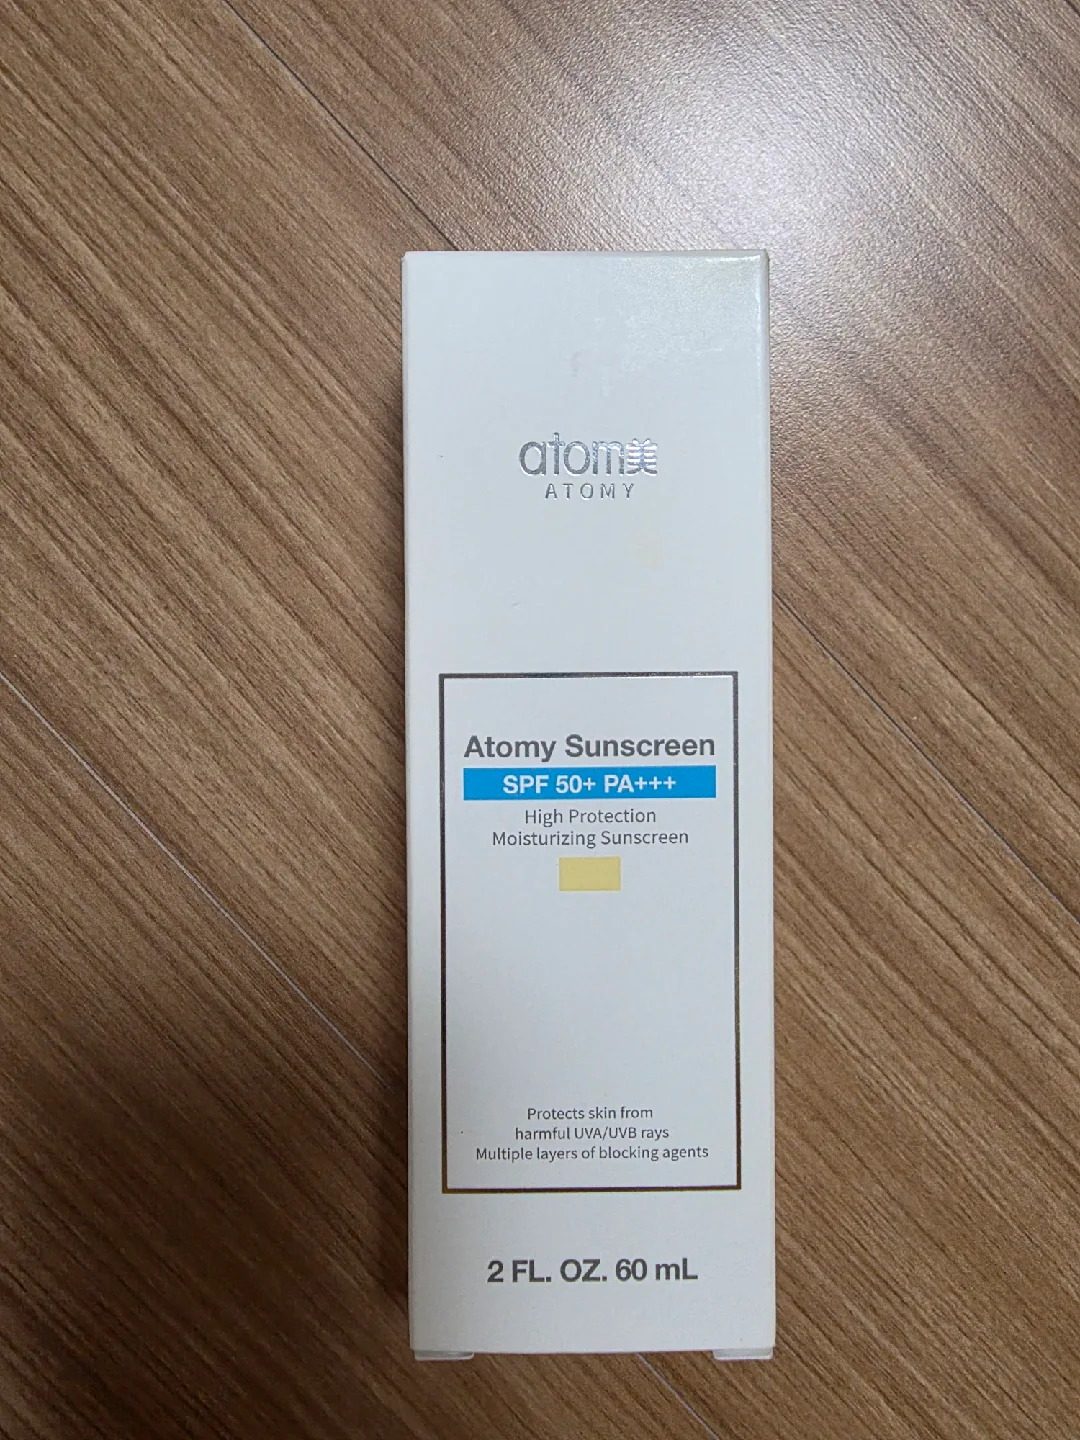 atom美
ATOMY
Atomy Sunscreen
SPF 50+ PA+++
High Protection
Moisturizing Sunscreen
Protects skin from
harmful UVA/UVB rays
Multiple layers of blocking agents
2 FL. OZ. 60 mL